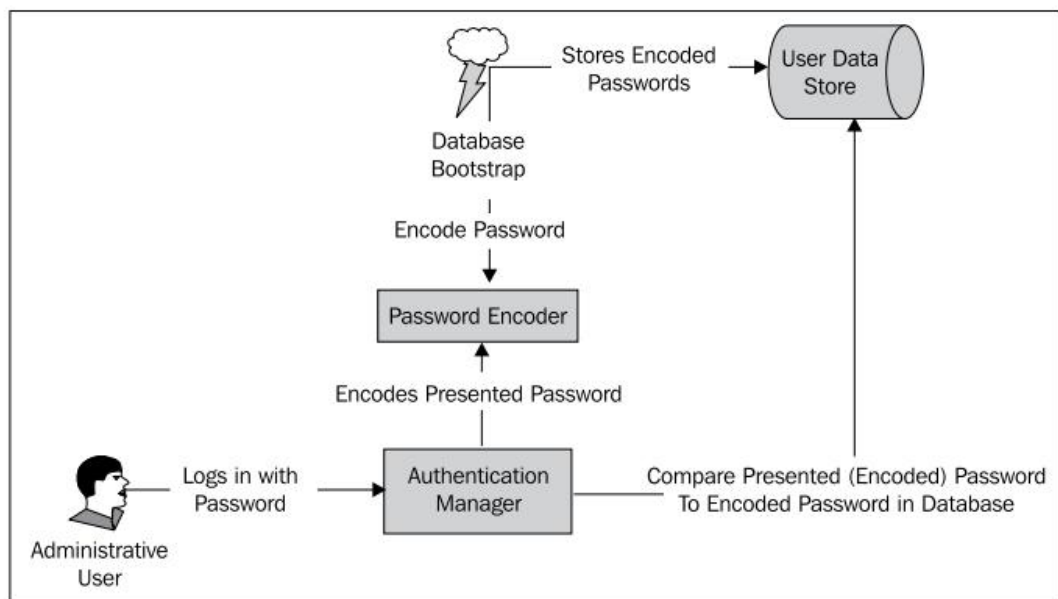 Stores Encoded
Passwords
User Data
Store
Database
Bootstrap
Encode Password
Password Encoder
Encodes Presented Password
Logs in with
Password
Authentication
Manager
Compare Presented (Encoded) Password
To Encoded Password in Database
Administrative
User